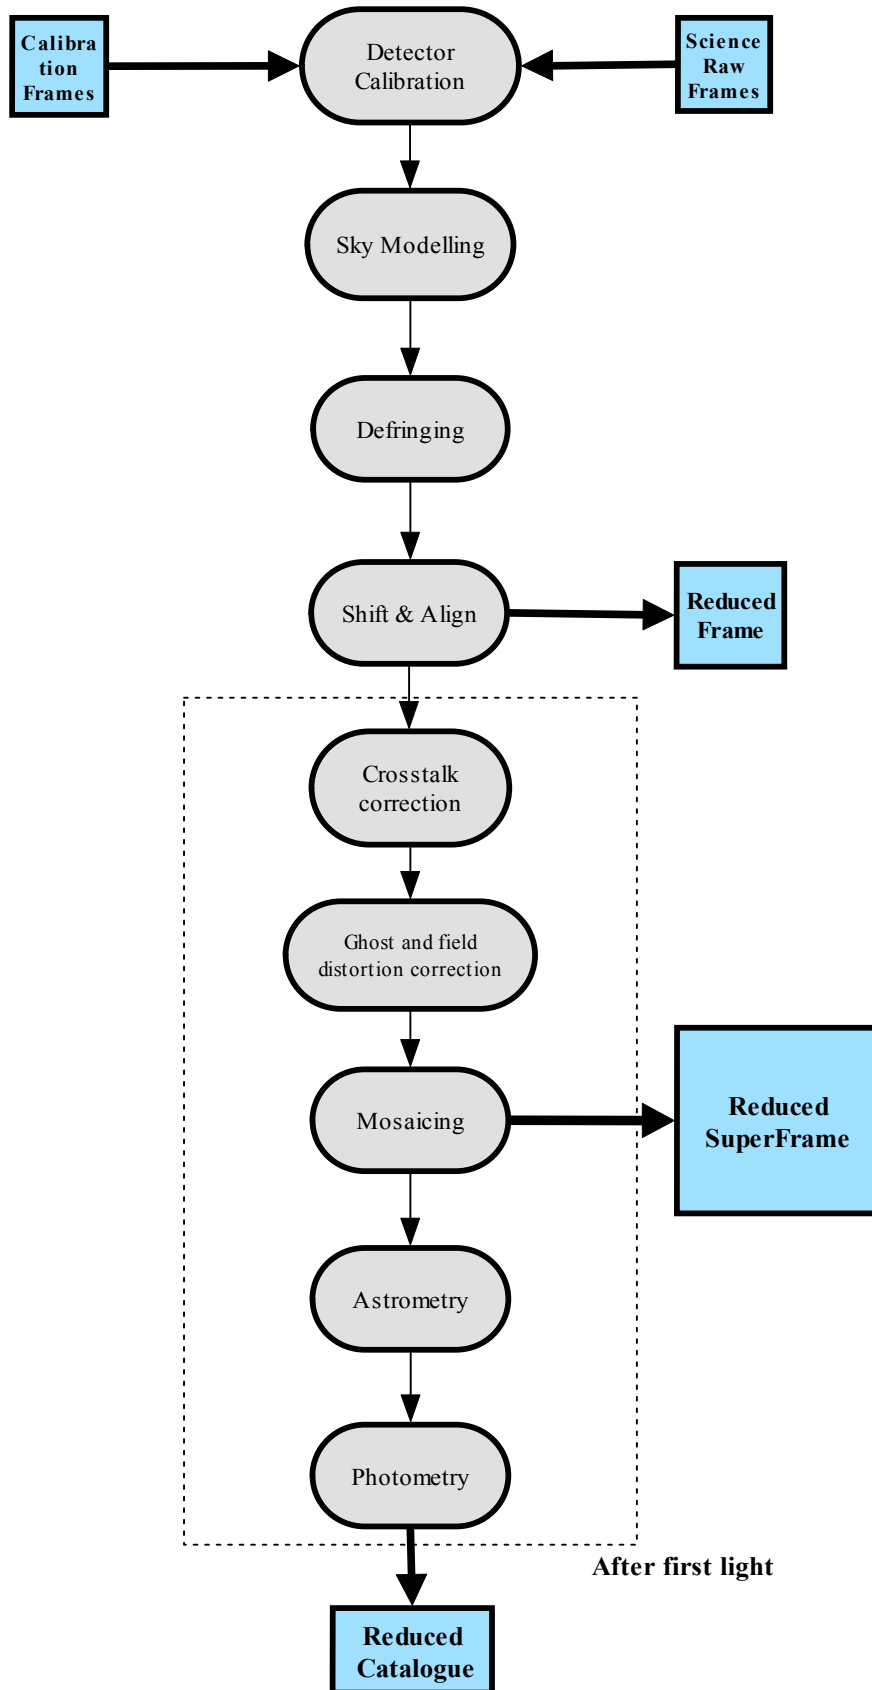 Calibra
tion
Frames
Detector
Calibration
Science
Raw
Frames
Sky Modelling
Defringing
Shift & Align
Reduced
Frame
Crosstalk
correction
Ghost and field
distortion correction
Mosaicing
Reduced
SuperFrame
Astrometry
Photometry
After first light
Reduced
Catalogue